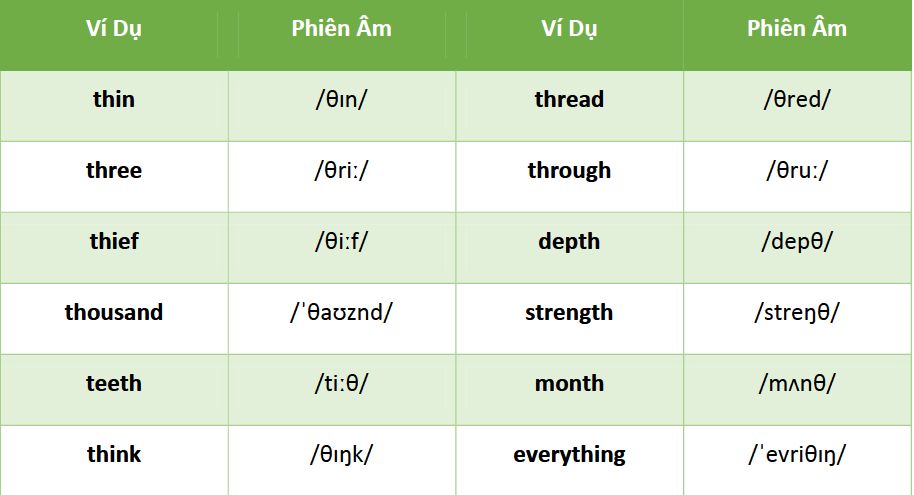 Ví Dụ Phiên Âm Ví Dụ Phiên Âm
thin /θɪn/ thread /θred/
three /θriː/ through /θruː/
thief /θiːf/ depth /depθ/
thousand /ˈθaʊznd/ strength /streŋθ/
teeth /tiːθ/ month /mʌnθ/
think /θɪŋk/ everything /ˈevriθɪŋ/